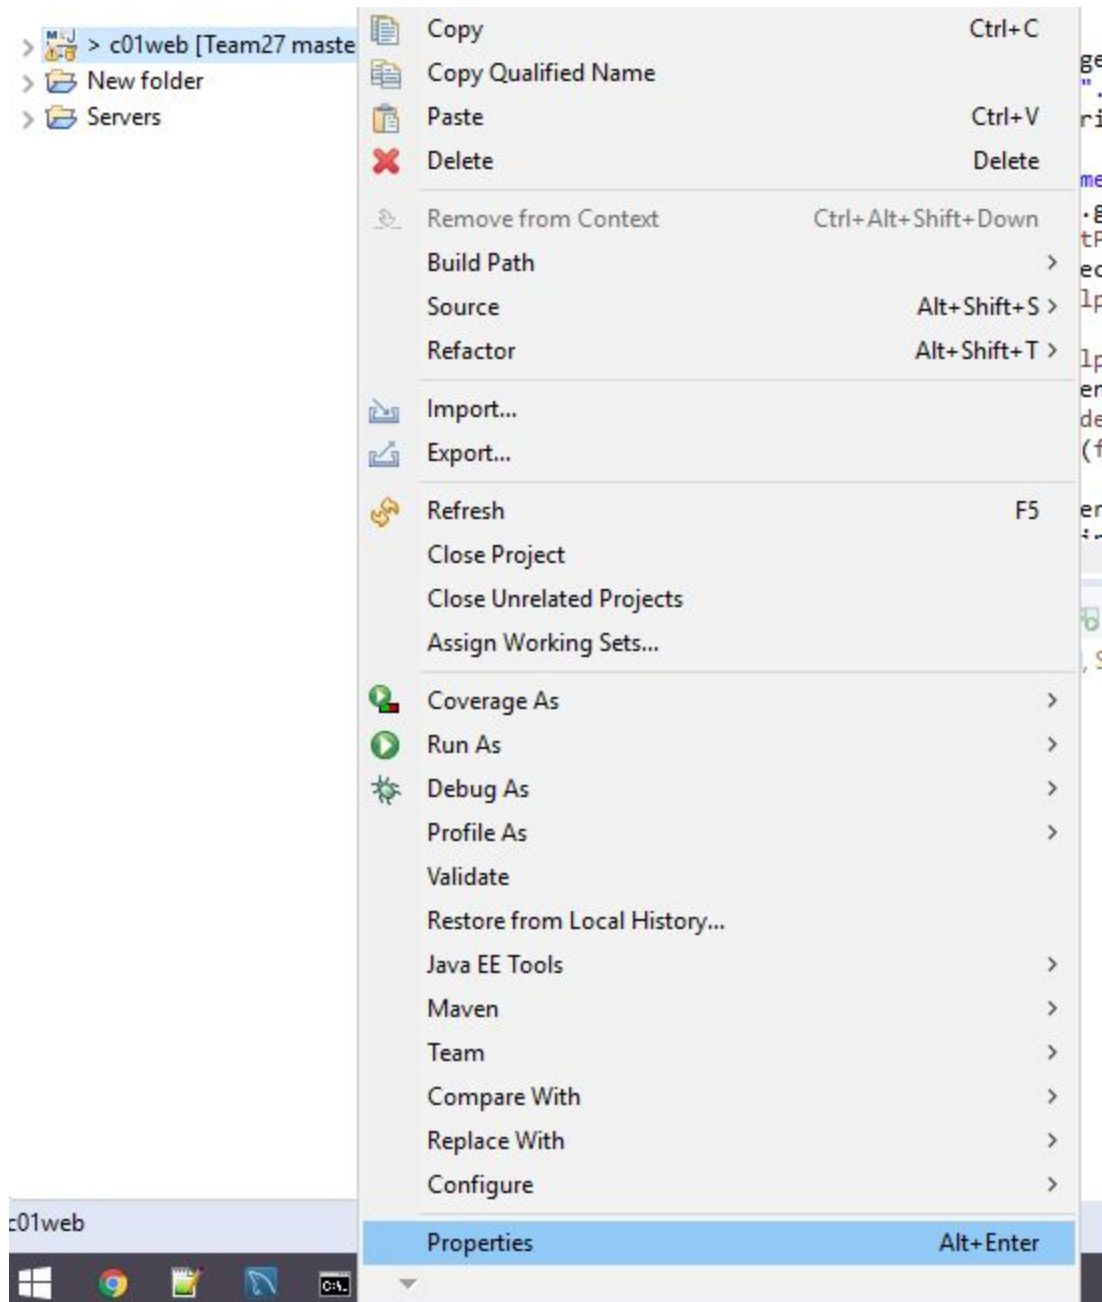 > c01web [Team27 maste
New folder
Servers
Copy Ctrl+C
Copy Qualified Name
Paste Ctrl+V
Delete Delete
Remove from Context Ctrl+Alt+Shift+Down
Build Path >
Source Alt+Shift+S >
Refactor Alt+Shift+T >
Import...
Export...
Refresh F5
Close Project
Close Unrelated Projects
Assign Working Sets...
Coverage As >
Run As >
Debug As >
Profile As >
Validate
Restore from Local History...
Java EE Tools >
Maven >
Team >
Compare With >
Replace With >
Configure >
Properties Alt+Enter
c01web